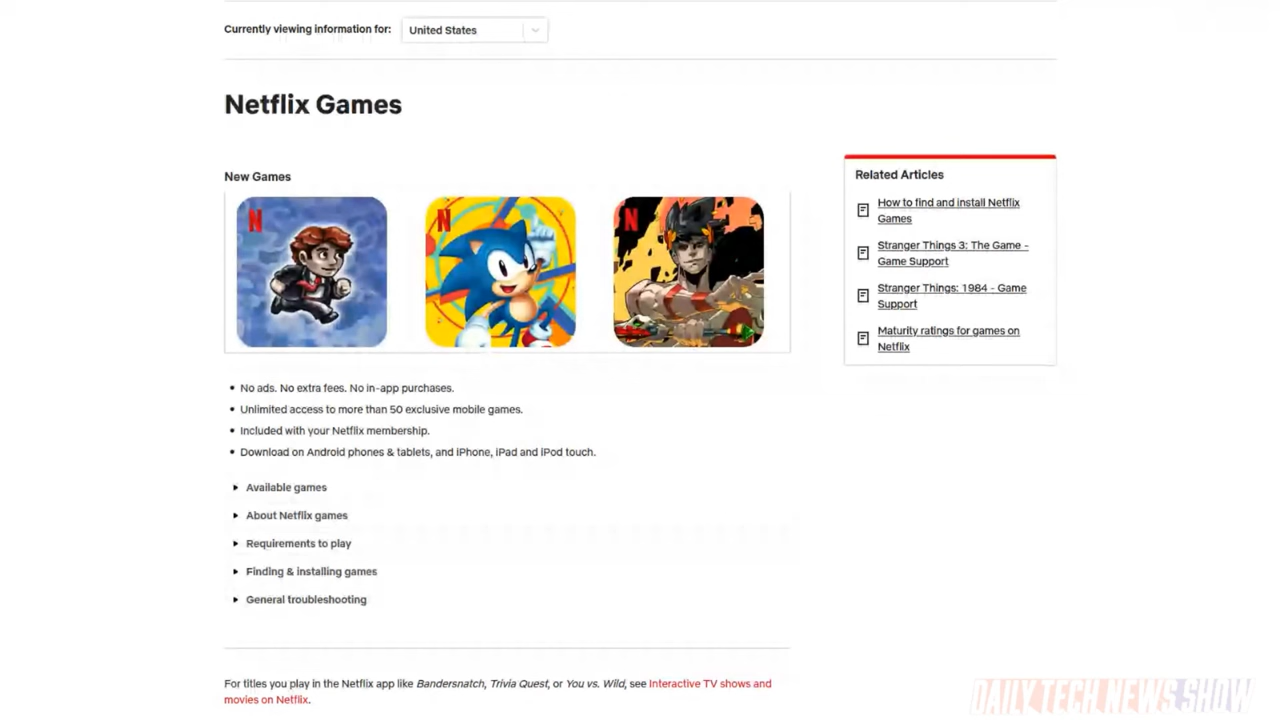 Currently viewing information for:
United States
Netflix Games
New Games
N
N
N
No ads. No extra fees. No in-app purchases.
Unlimited access to more than 50 exclusive mobile games.
Included with your Netflix membership.
Download on Android phones & tablets, and iPhone, iPad and iPod touch.
Available games
About Netflix games
Requirements to play
Finding & installing games
General troubleshooting
For titles you play in the Netflix app like Bandersnatch, Trivia Quest, or You vs. Wild, see Interactive TV shows and
movies on Netflix.
Related Articles
How to find and install Netflix
Games
Stranger Things 3: The Game -
Game Support
Stranger Things: 1984 - Game
Support
Maturity ratings for games on
Netflix
DAILY TECH NEWS SHOW